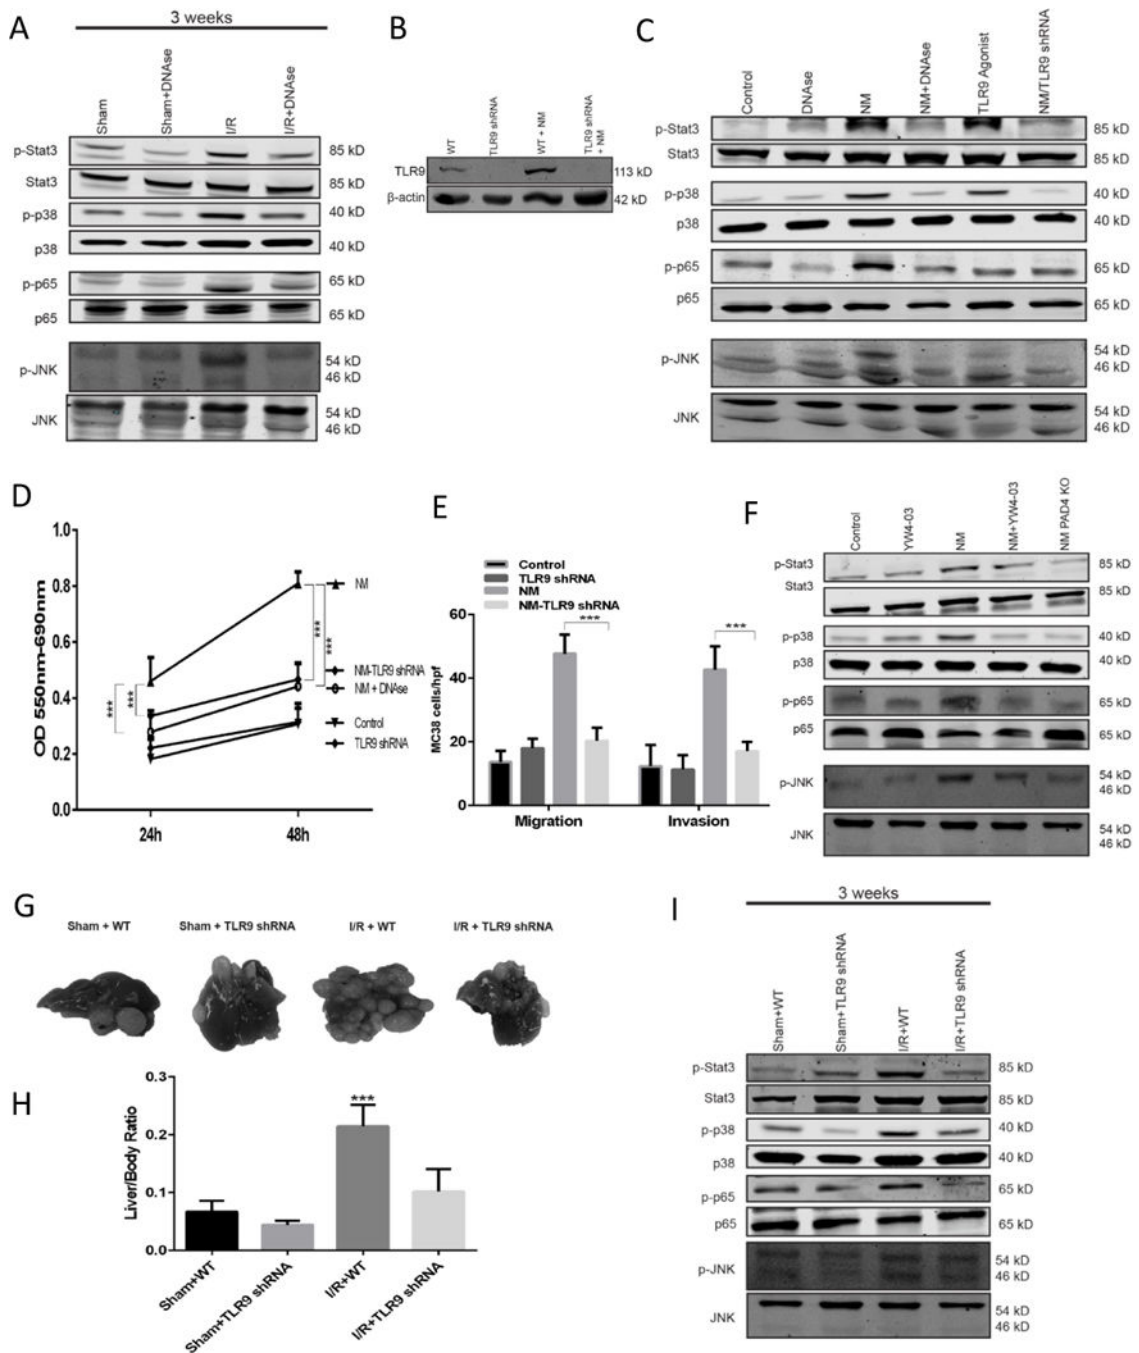 A
3 weeks
Sham
Sham+DNAse
I/R
I/R+DNAse
p-Stat3
85 kD
Stat3
85 kD
p-p38
40 kD
p38
40 kD
p-p65
65 kD
p65
65 kD
p-JNK
54 kD
46 kD
JNK
54 kD
46 kD
B
WT
TLR9 shRNA
WT + NM
TLR9 shRNA
+ NM
TLR9
113 kD
β-actin
42 kD
C
Control
DNAse
NM
NM+DNAse
TLR9 Agonist
NM/TLR9 shRNA
p-Stat3
85 kD
Stat3
85 kD
p-p38
40 kD
p38
40 kD
p-p65
65 kD
p65
65 kD
p-JNK
54 kD
46 kD
JNK
54 kD
46 kD
D
OD 550nm-690nm
1.0
0.8
0.6
0.4
0.2
0.0
24h
48h
***
***
***
***
NM
NM-TLR9 shRNA
NM + DNAse
Control
TLR9 shRNA
E
Control
TLR9 shRNA
NM
NM-TLR9 shRNA
MC38 cells/hpf
60
40
20
0
***
***
Migration
Invasion
F
Control
YW4-03
NM
NM+YW4-03
NM PAD4 KO
p-Stat3
85 kD
Stat3
85 kD
p-p38
40 kD
p38
40 kD
p-p65
65 kD
p65
65 kD
p-JNK
54 kD
46 kD
JNK
54 kD
46 kD
G
Sham + WT
Sham + TLR9 shRNA
I/R + WT
I/R + TLR9 shRNA
H
Liver/Body Ratio
0.3
0.2
0.1
0.0
***
Sham+WT
Sham+TLR9 shRNA
I/R+WT
I/R+TLR9 shRNA
I
3 weeks
Sham+WT
Sham+TLR9 shRNA
I/R+WT
I/R+TLR9 shRNA
p-Stat3
85 kD
Stat3
85 kD
p-p38
40 kD
p38
40 kD
p-p65
65 kD
p65
65 kD
p-JNK
54 kD
46 kD
JNK
54 kD
46 kD